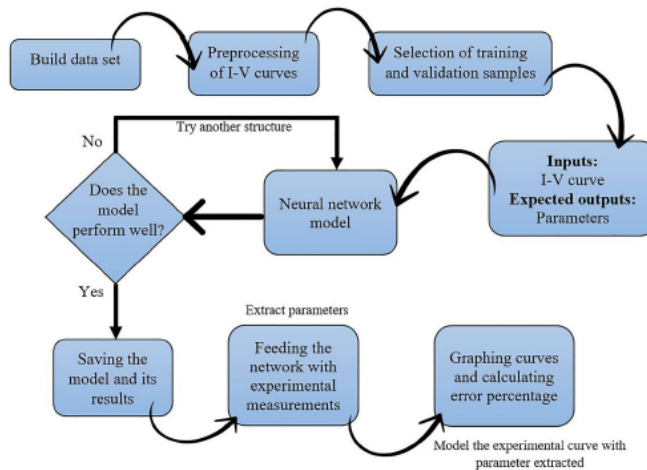 Build data set
Preprocessing
of I-V curves
Selection of training
and validation samples
No
Try another structure
Does the
model
perform well?
Neural network
model
Inputs:
I-V curve
Expected outputs:
Parameters
Yes
Extract parameters
Saving the
model and its
results
Feeding the
network with
experimental
measurements
Graphing curves
and calculating
error percentage
Model the experimental curve with
parameter extracted